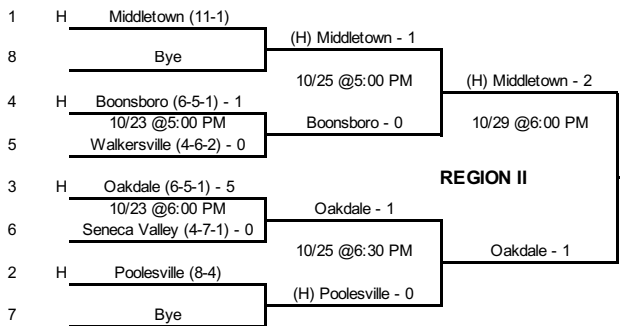 1 H Middletown (11-1)
(H) Middletown - 1
8 Bye
10/25 @5:00 PM
(H) Middletown - 2
4 H Boonsboro (6-5-1) - 1
10/23 @5:00 PM
Boonsboro - 0
10/29 @6:00 PM
5 Walkersville (4-6-2) - 0
REGION II
3 H Oakdale (6-5-1) - 5
10/23 @6:00 PM
Oakdale - 1
6 Seneca Valley (4-7-1) - 0
10/25 @6:30 PM
Oakdale - 1
2 H Poolesville (8-4)
(H) Poolesville - 0
7 Bye